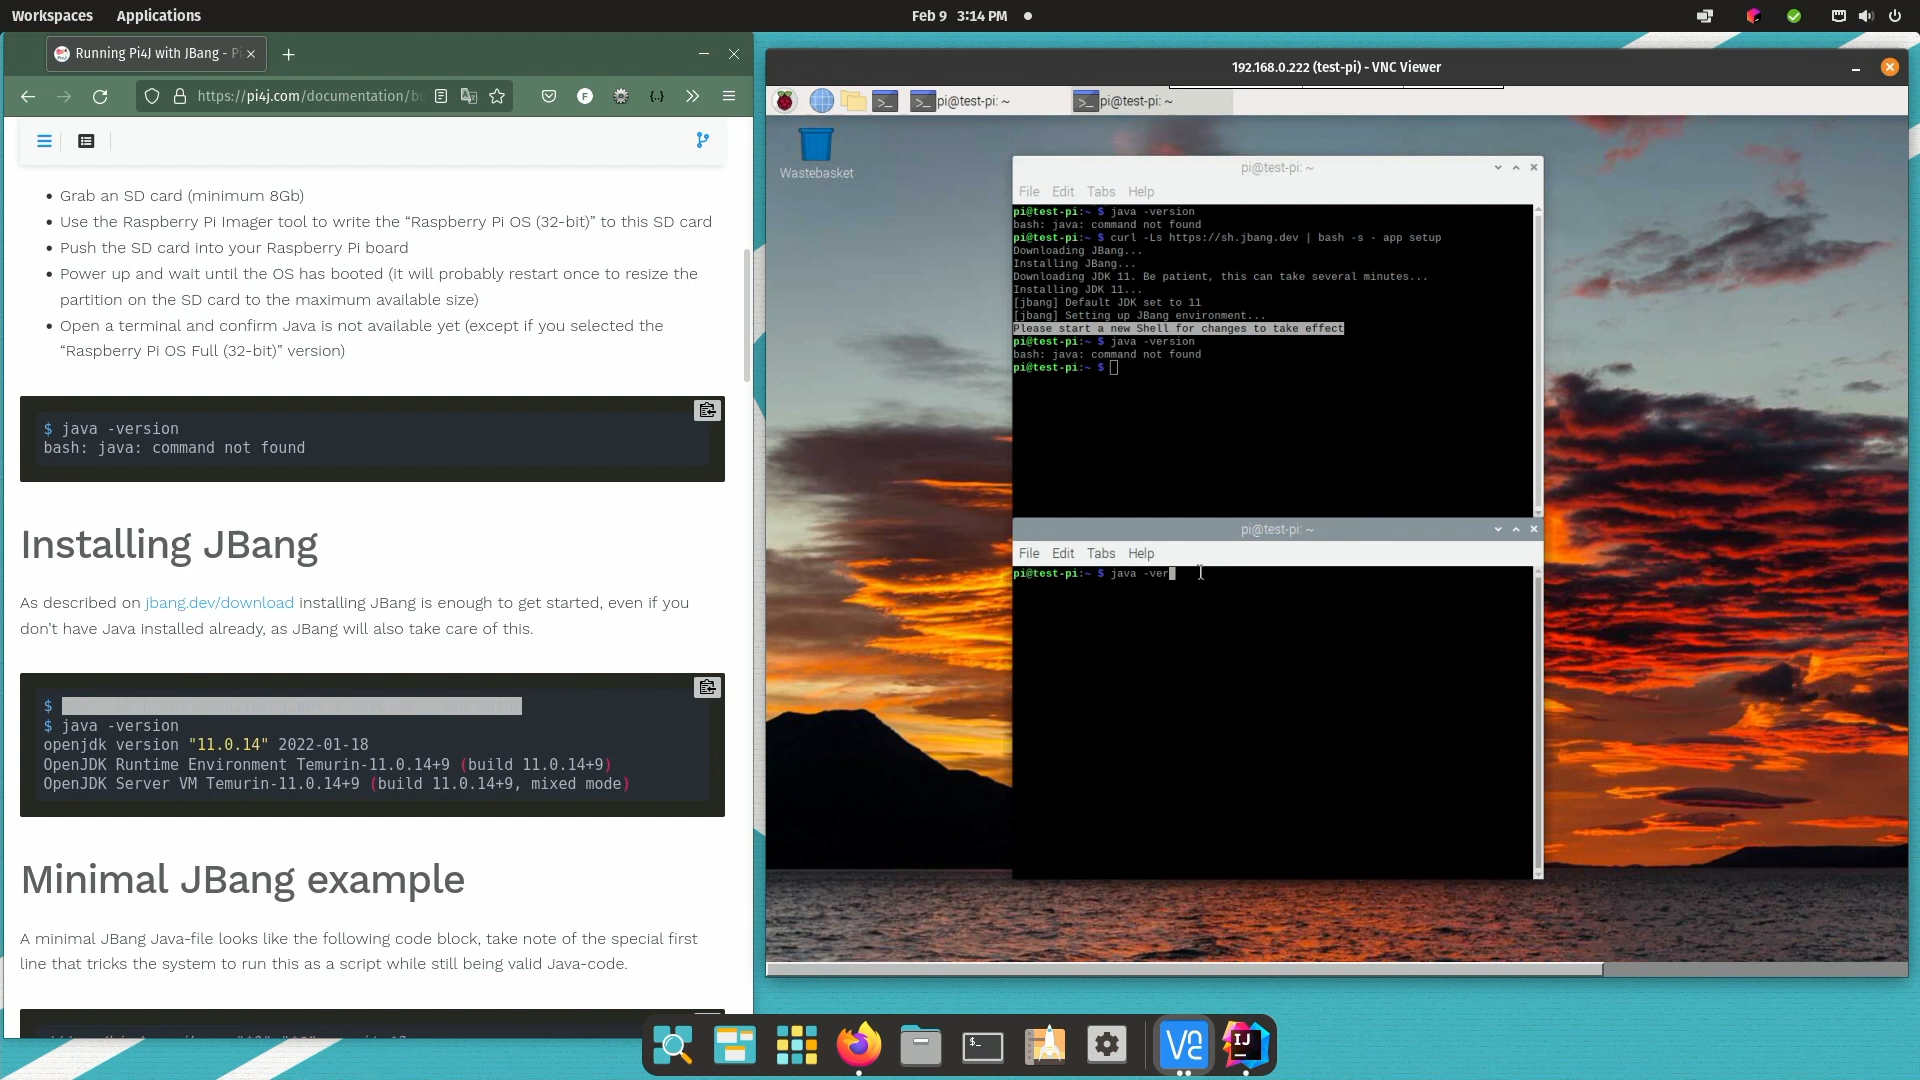 Workspaces
Applications
Feb 9 3:14 PM
Running Pi4J with JBang - Pi
https://pi4j.com/documentation/bu
Grab an SD card (minimum 8Gb)
Use the Raspberry Pi Imager tool to write the “Raspberry Pi OS (32-bit)” to this SD card
Push the SD card into your Raspberry Pi board
Power up and wait until the OS has booted (it will probably restart once to resize the
partition on the SD card to the maximum available size)
Open a terminal and confirm Java is not available yet (except if you selected the
“Raspberry Pi OS Full (32-bit)” version)
$ java -version
bash: java: command not found
Installing JBang
As described on jbang.dev/download installing JBang is enough to get started, even if you
don’t have Java installed already, as JBang will also take care of this.
$
$ java -version
openjdk version "11.0.14" 2022-01-18
OpenJDK Runtime Environment Temurin-11.0.14+9 (build 11.0.14+9)
OpenJDK Server VM Temurin-11.0.14+9 (build 11.0.14+9, mixed mode)
Minimal JBang example
A minimal JBang Java-file looks like the following code block, take note of the special first
line that tricks the system to run this as a script while still being valid Java-code.
192.168.0.222 (test-pi) - VNC Viewer
pi@test-pi: ~
pi@test-pi: ~
Wastebasket
pi@test-pi: ~
File Edit Tabs Help
pi@test-pi:~ $ java -version
bash: java: command not found
pi@test-pi:~ $ curl -Ls https://sh.jbang.dev | bash -s - app setup
Downloading JBang...
Installing JBang...
Downloading JDK 11. Be patient, this can take several minutes...
Installing JDK 11...
[jbang] Default JDK set to 11
[jbang] Setting up JBang environment...
Please start a new Shell for changes to take effect
pi@test-pi:~ $ java -version
bash: java: command not found
pi@test-pi:~ $
pi@test-pi: ~
File Edit Tabs Help
pi@test-pi:~ $ java -ver
$_
VNC
IJ